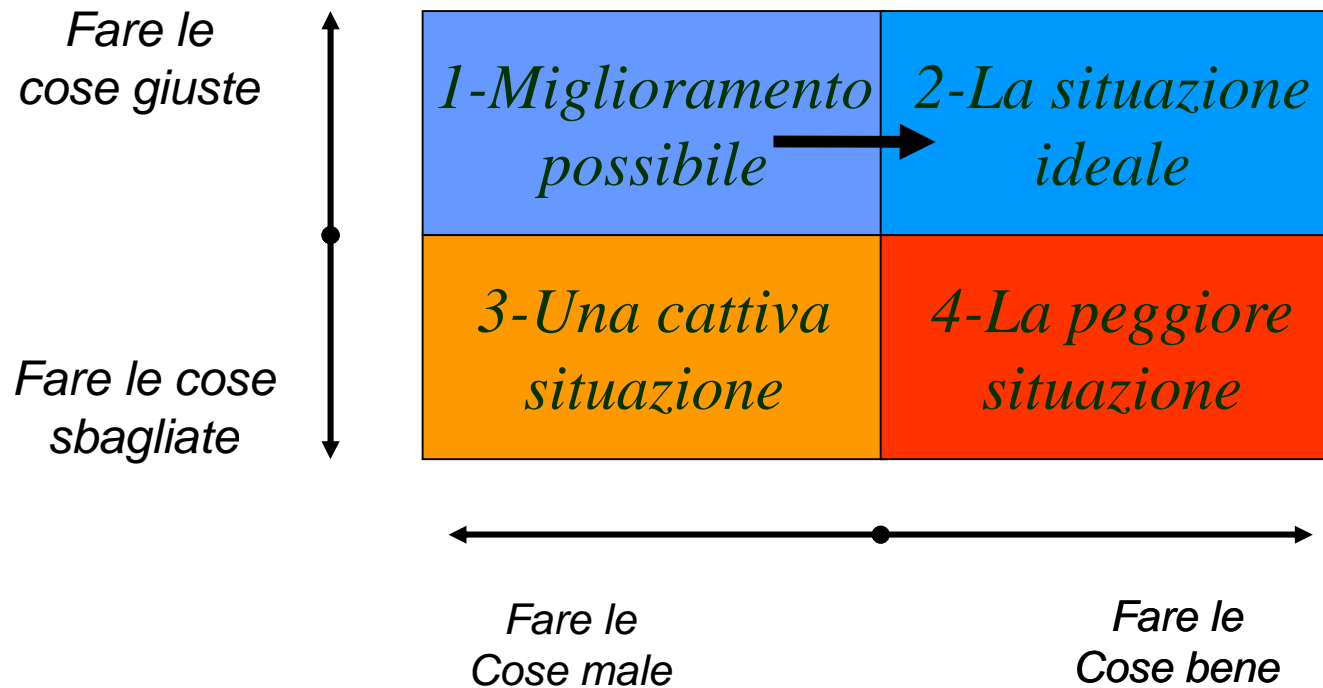 Fare le
cose giuste
1-Miglioramento
possibile
2-La situazione
ideale
Fare le cose
sbagliate
3-Una cattiva
situazione
4-La peggiore
situazione
Fare le
Cose male
Fare le
Cose bene